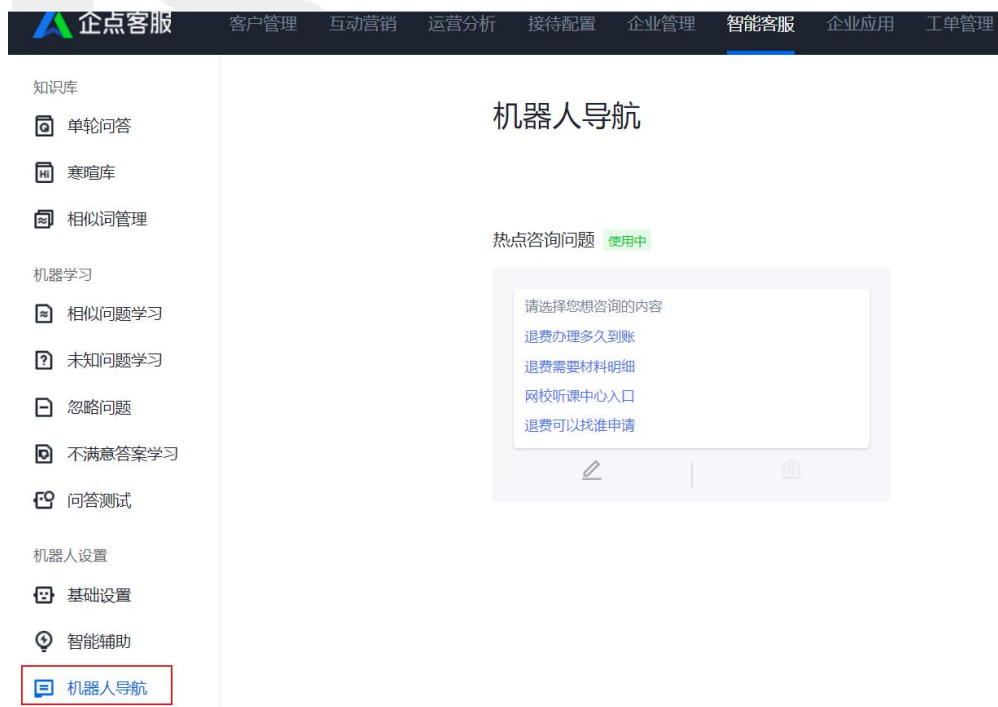 企点客服 客户管理 互动营销 运营分析 接待配置 企业管理 智能客服 企业应用 工单管理
知识库
单轮问答
寒暄库
相似词管理
机器学习
相似问题学习
未知问题学习
忽略问题
不满意答案学习
问答测试
机器人设置
基础设置
智能辅助
机器人导航
机器人导航
热点咨询问题 使用中
请选择您想咨询的内容
退费办理多久到账
退费需要材料明细
网校听课中心入口
退费可以找谁申请